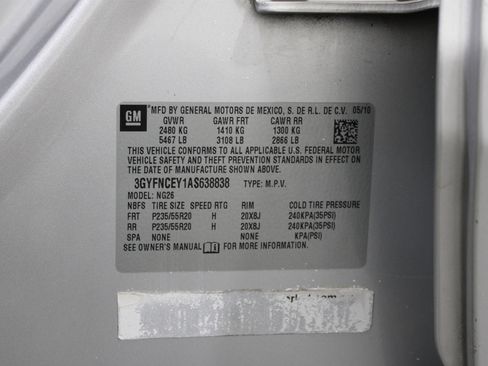 GM
MFD BY GENERAL MOTORS DE MEXICO, S. DE R.L. DE C.V. 05/10
GVWR GAWR FRT GAWR RR
2480 KG 1410 KG 1300 KG
5467 LB 3108 LB 2866 LB
THIS VEHICLE CONFORMS TO ALL APPLICABLE U.S. FEDERAL MOTOR
VEHICLE SAFETY AND THEFT PREVENTION STANDARDS IN EFFECT ON
THE DATE OF MANUFACTURE SHOWN ABOVE.
3GYFNCEY1AS638838 TYPE: M.P.V.
MODEL: NG26
NBFS TIRE SIZE SPEED RTG RIM COLD TIRE PRESSURE
FRT P235/55R20 H 20X8J 240KPA(35PSI)
RR P235/55R20 H 20X8J 240KPA(35PSI)
SPA NONE NONE KPA(PSI)
SEE OWNER'S MANUAL FOR MORE INFORMATION.